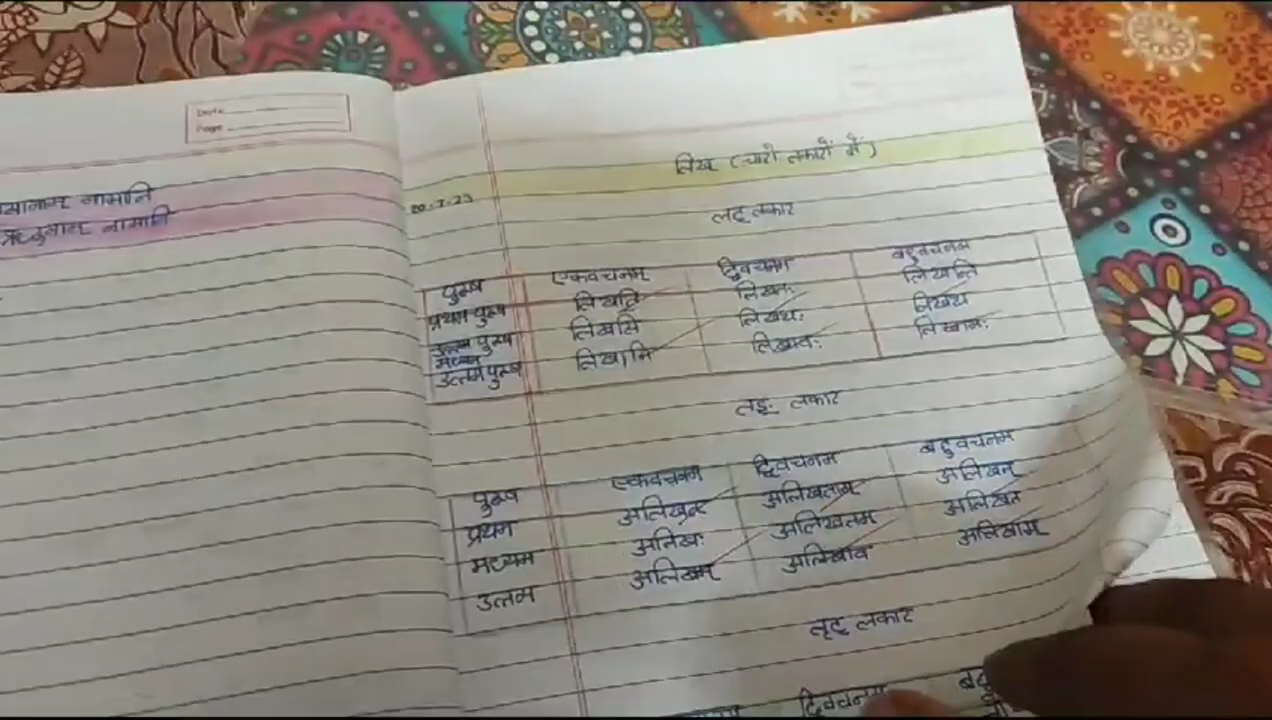 Date
Page
नामानि
नामानि
लिख (चारो लकारों में)
लट् लकार
पुरुष एकवचनम् द्विवचनम बहुवचनम
प्रथम पुरुष लिखति लिखतः लिखन्ति
मध्यम पुरुष लिखसि लिखथः लिखथ
उत्तम पुरुष लिखामि लिखावः लिखामः
लङ् लकार
पुरुष एकवचनम द्विवचनम बहुवचनम
प्रथम अलिखत् अलिखताम् अलिखन्
मध्यम अलिखः अलिखतम अलिखत
उत्तम अलिखम् अलिखाव अलिखाम्
लृट् लकार
द्विवचनम